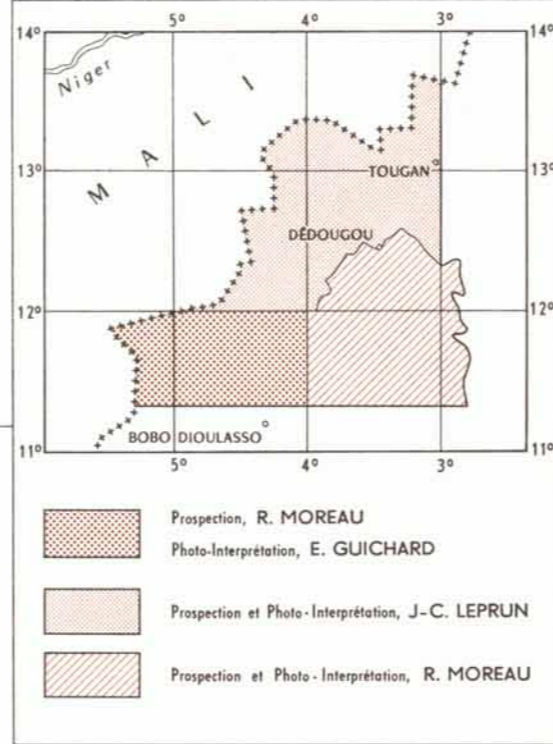 5° 4° 3°
14° 14°
Niger
MALI
13° 13°
TOUGAN
DÉDOUGOU
12° 12°
BOBO DIOULASSO
11° 11°
5° 4° 3°
Prospection, R. MOREAU
Photo-Interprétation, E. GUICHARD
Prospection et Photo-Interprétation, J-C. LEPRUN
Prospection et Photo-Interprétation, R. MOREAU